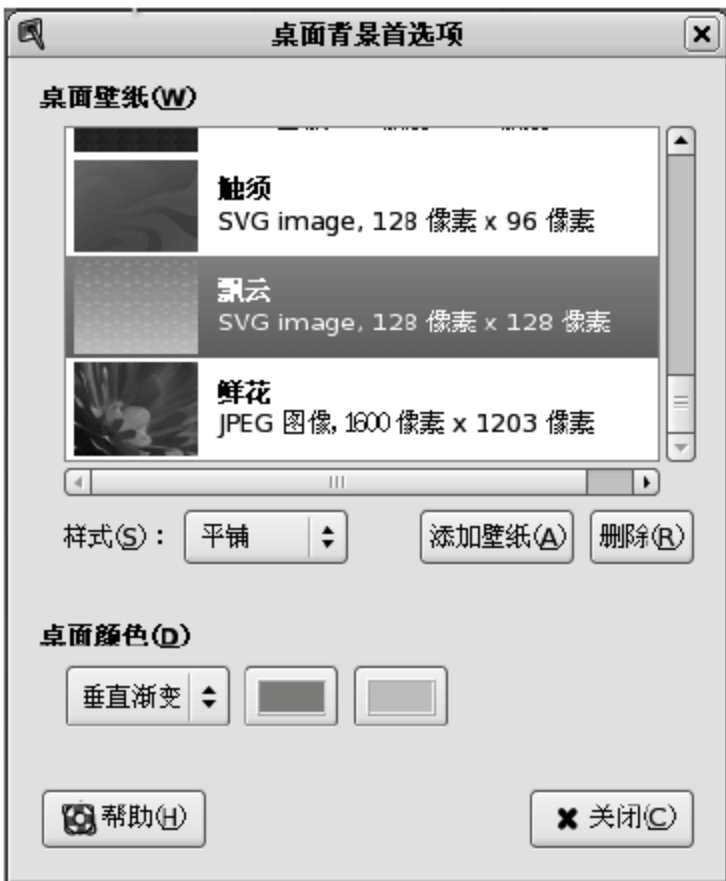 桌面背景首选项
桌面壁纸(W)
触须
SVG image, 128 像素 x 96 像素
飘云
SVG image, 128 像素 x 128 像素
鲜花
JPEG 图像, 1600 像素 x 1203 像素
样式(S)： 平铺 添加壁纸(A) 删除(R)
桌面颜色(D)
垂直渐变
帮助(H) 关闭(C)